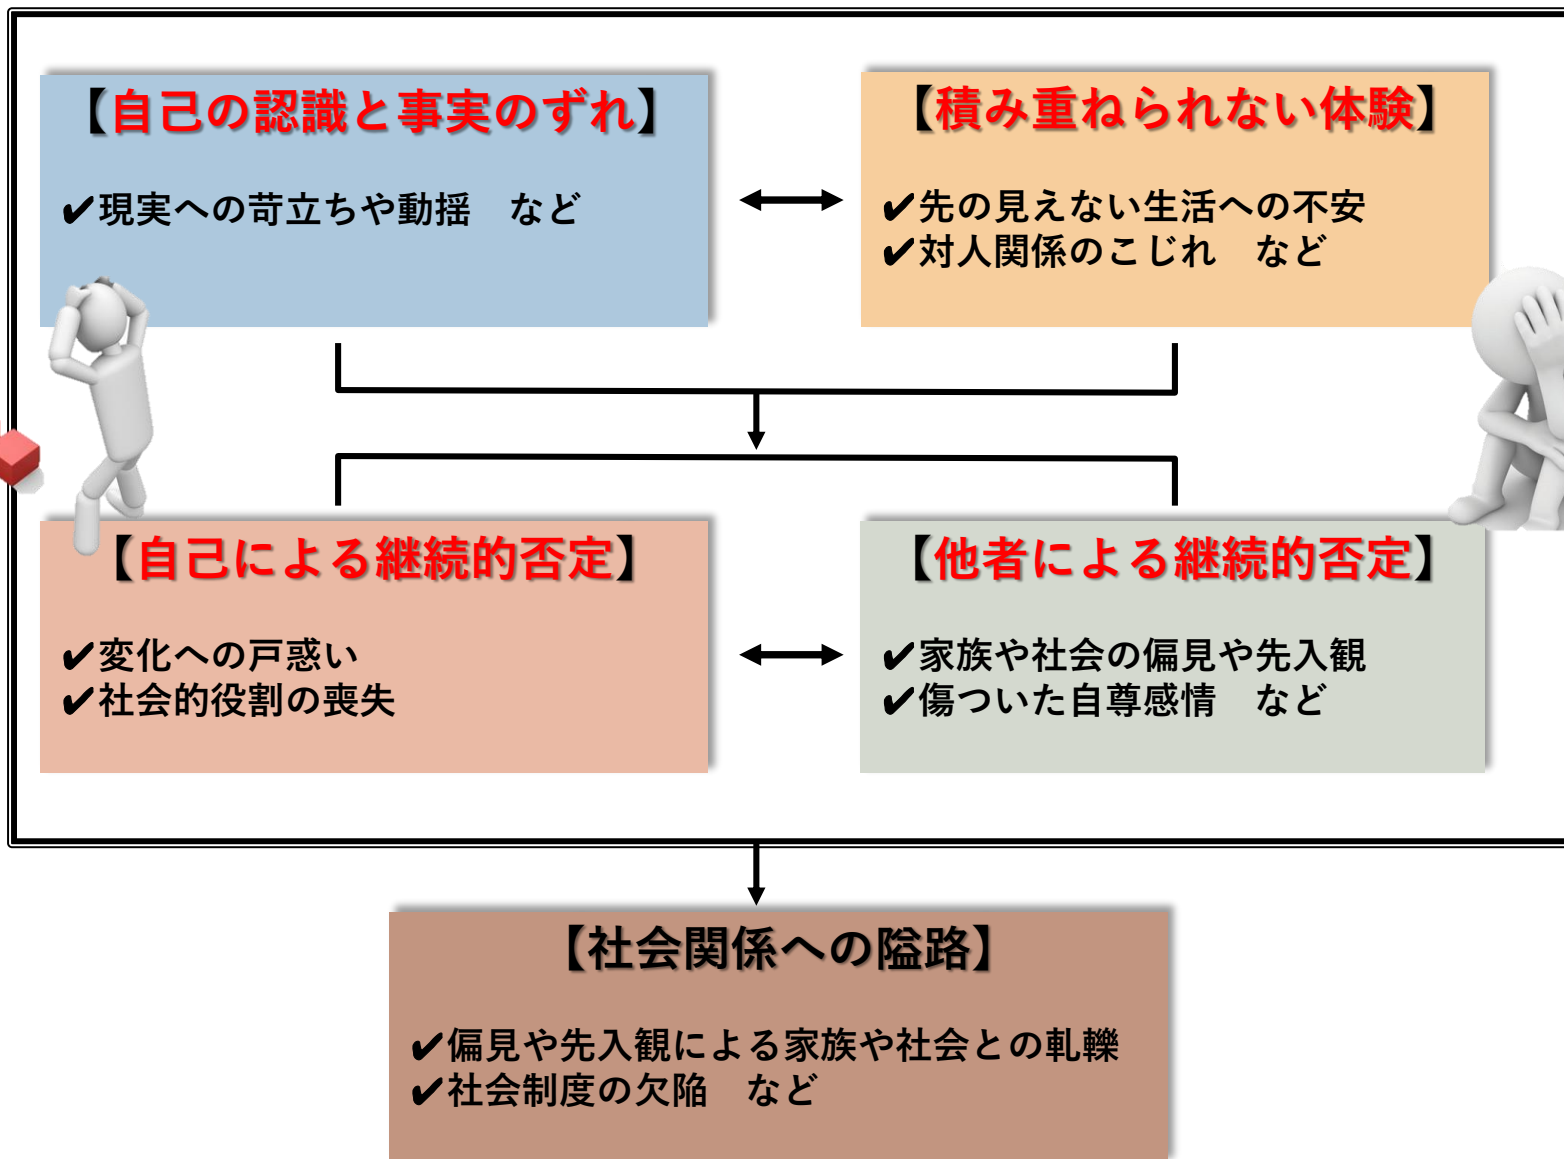 【自己の認識と事実のずれ】
✔現実への苛立ちや動揺　など
【積み重ねられない体験】
✔先の見えない生活への不安
✔対人関係のこじれ　など
【自己による継続的否定】
✔変化への戸惑い
✔社会的役割の喪失
【他者による継続的否定】
✔家族や社会の偏見や先入観
✔傷ついた自尊感情　など
【社会関係への隘路】
✔偏見や先入観による家族や社会との軋轢
✔社会制度の欠陥　など